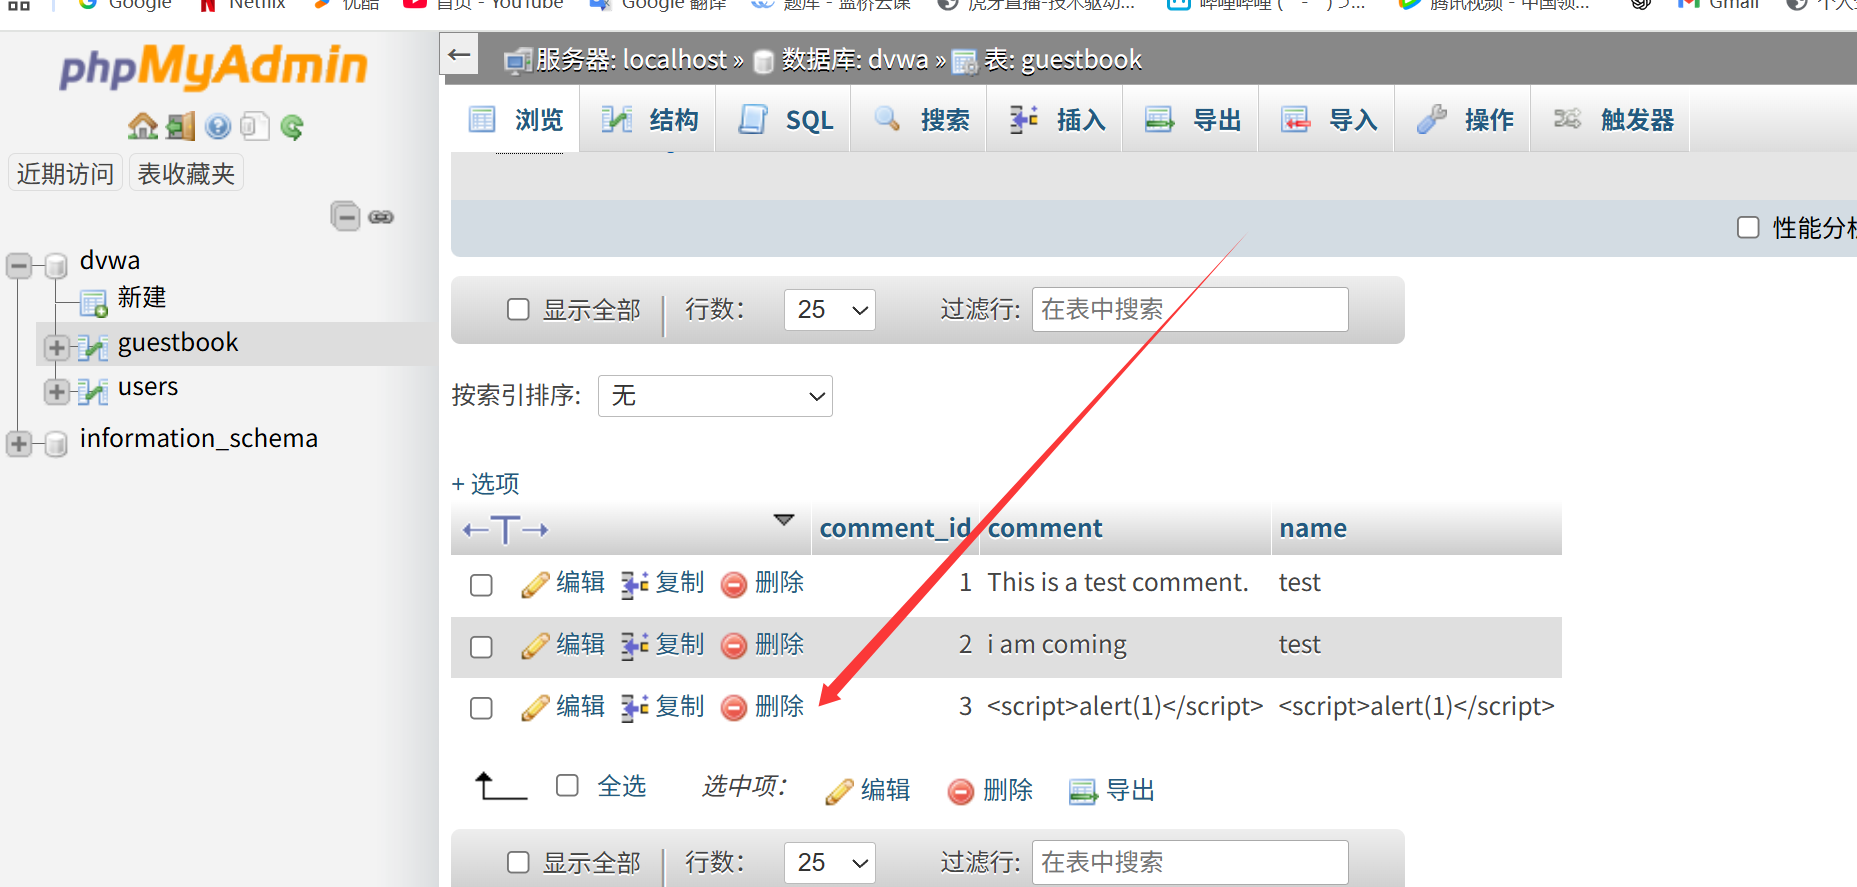 Google Netflix 优酷 首页 - YouTube Google 翻译 题库 - 蓝桥云课 虎牙直播-技术驱动... 哔哩哔哩 ( ゜- ゜)つ... 腾讯视频 - 中国领... Gmail
phpMyAdmin
近期访问 表收藏夹
dvwa
新建
guestbook
users
information_schema
服务器: localhost » 数据库: dvwa » 表: guestbook
浏览 结构 SQL 搜索 插入 导出 导入 操作 触发器
性能分析
显示全部 行数: 25 过滤行: 在表中搜索
按索引排序: 无
+ 选项
←T→ comment_id comment name
编辑 复制 删除 1 This is a test comment. test
编辑 复制 删除 2 i am coming test
编辑 复制 删除 3 <script>alert(1)</script> <script>alert(1)</script>
全选 选中项: 编辑 删除 导出
显示全部 行数: 25 过滤行: 在表中搜索